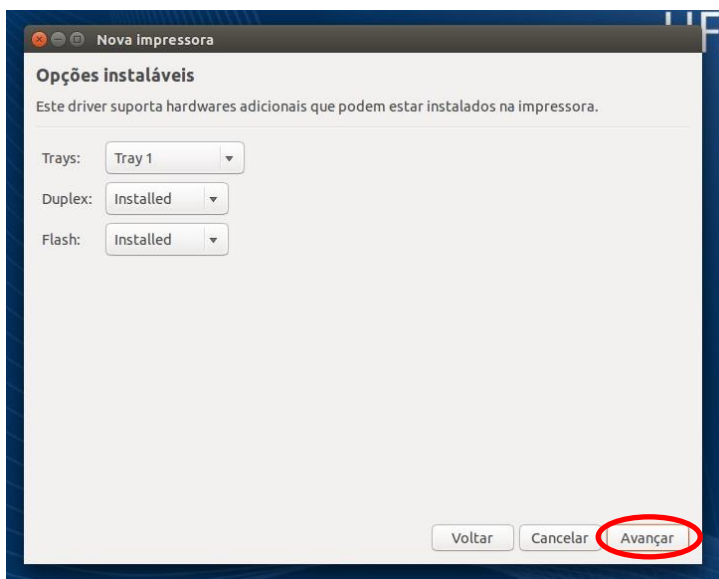 Nova impressora
Opções instaláveis
Este driver suporta hardwares adicionais que podem estar instalados na impressora.
Trays: Tray 1
Duplex: Installed
Flash: Installed
Voltar Cancelar Avançar